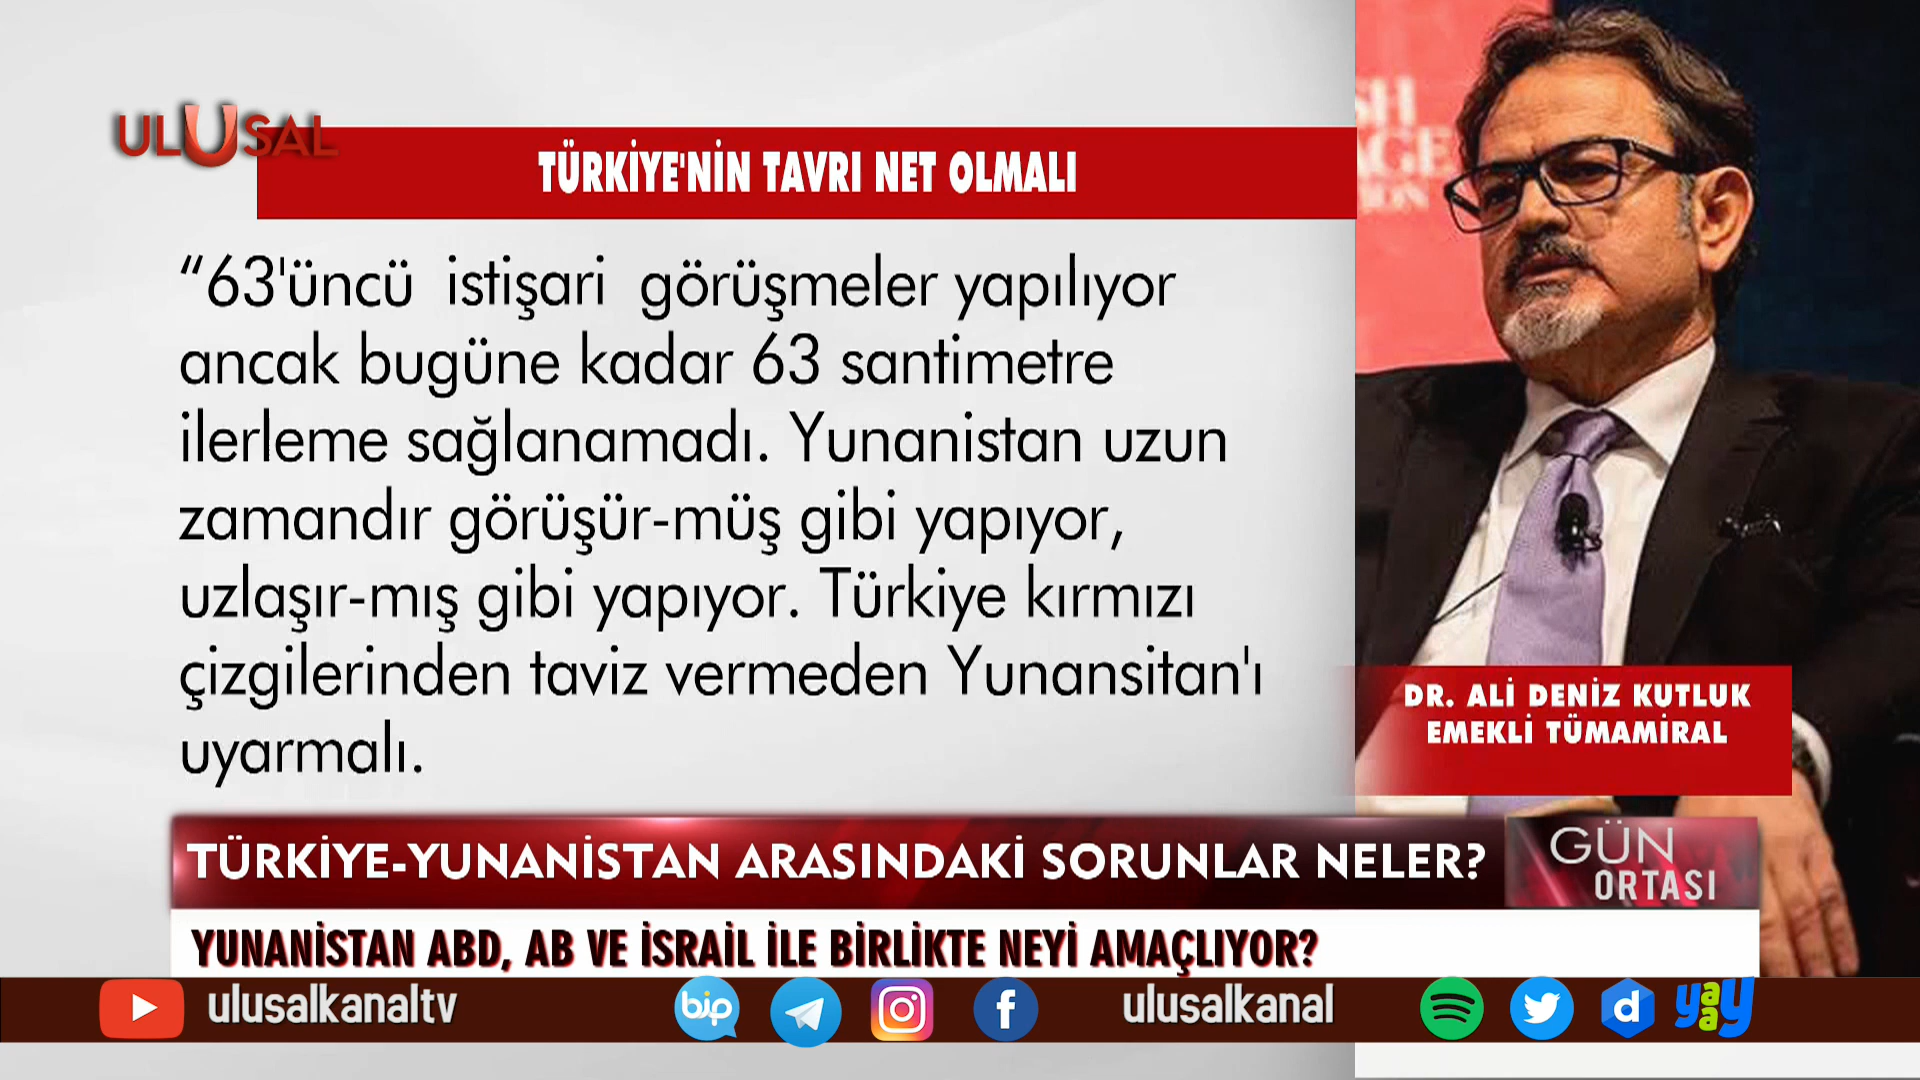 ULUSAL
TÜRKİYE'NİN TAVRI NET OLMALI
“63'üncü istişari görüşmeler yapılıyor
ancak bugüne kadar 63 santimetre
ilerleme sağlanamadı. Yunanistan uzun
zamandır görüşür-müş gibi yapıyor,
uzlaşır-mış gibi yapıyor. Türkiye kırmızı
çizgilerinden taviz vermeden Yunansitan'ı
uyarmalı.
DR. ALİ DENİZ KUTLUK
EMEKLİ TÜMAMİRAL
TÜRKİYE-YUNANİSTAN ARASINDAKİ SORUNLAR NELER?
GÜN
ORTASI
YUNANİSTAN ABD, AB VE İSRAİL İLE BİRLİKTE NEYİ AMAÇLIYOR?
ulusalkanaltv
bip
ulusalkanal
d
yaay